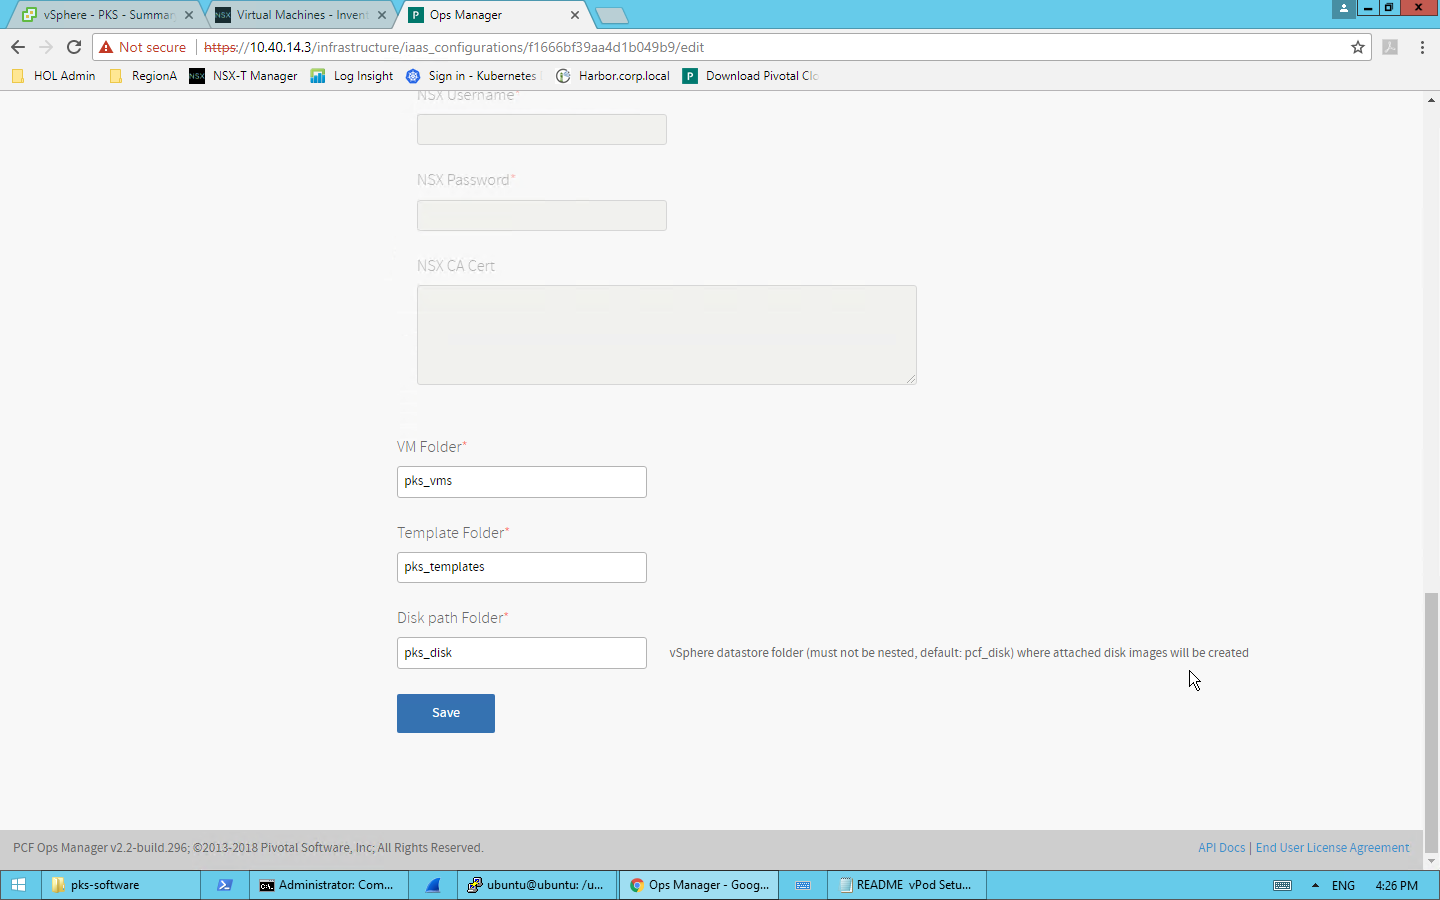 vSphere - PKS - Summar
Virtual Machines - Invent
Ops Manager
Not secure
https://10.40.14.3/infrastructure/iaas_configurations/f1666bf39aa4d1b049b9/edit
HOL Admin
RegionA
NSX
NSX-T Manager
Log Insight
Sign in - Kubernetes
Harbor.corp.local
Download Pivotal Clo
NSX Username*
NSX Password*
NSX CA Cert
VM Folder*
pks_vms
Template Folder*
pks_templates
Disk path Folder*
pks_disk
vSphere datastore folder (must not be nested, default: pcf_disk) where attached disk images will be created
Save
PCF Ops Manager v2.2-build.296; ©2013-2018 Pivotal Software, Inc; All Rights Reserved.
API Docs | End User License Agreement
pks-software
Administrator: Com...
ubuntu@ubuntu: /u...
Ops Manager - Goog...
README vPod Setu...
ENG
4:26 PM